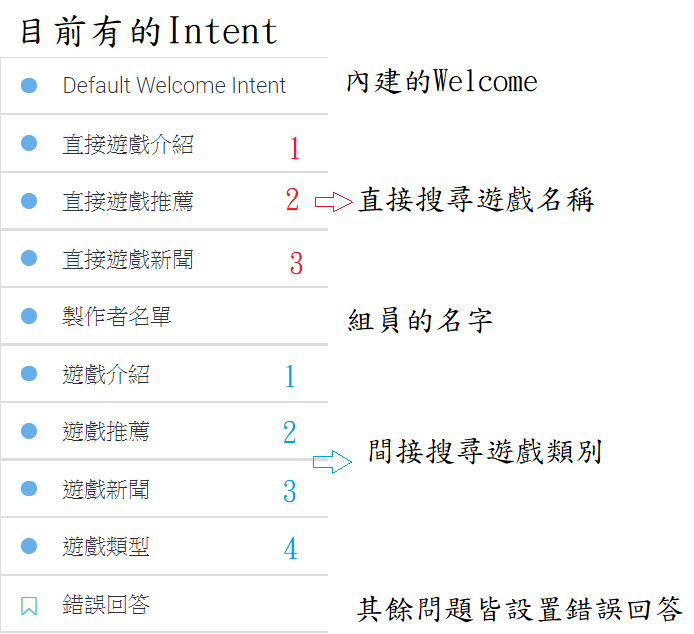 目前有的Intent
Default Welcome Intent 內建的Welcome
直接遊戲介紹 1
直接遊戲推薦 2 直接搜尋遊戲名稱
直接遊戲新聞 3
製作者名單 組員的名字
遊戲介紹 1
遊戲推薦 2
間接搜尋遊戲類別
遊戲新聞 3
遊戲類型 4
錯誤回答 其餘問題皆設置錯誤回答